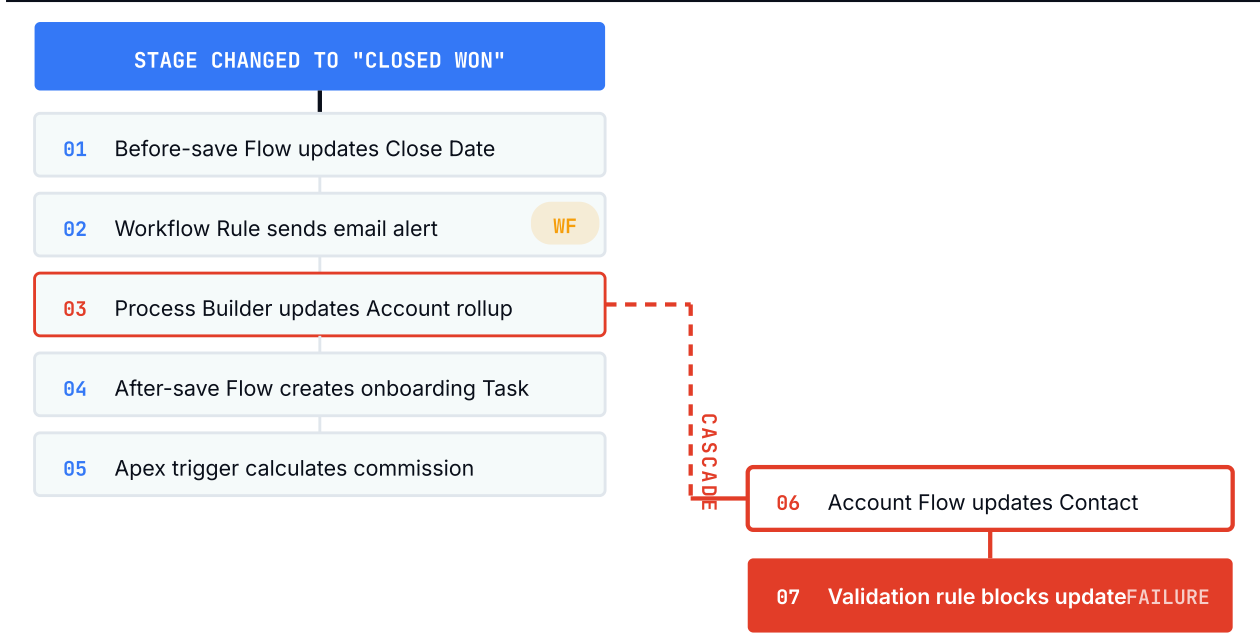 STAGE CHANGED TO "CLOSED WON"
01 Before-save Flow updates Close Date
02 Workflow Rule sends email alert WF
03 Process Builder updates Account rollup
04 After-save Flow creates onboarding Task
05 Apex trigger calculates commission
CASCADE
06 Account Flow updates Contact
07 Validation rule blocks update FAILURE